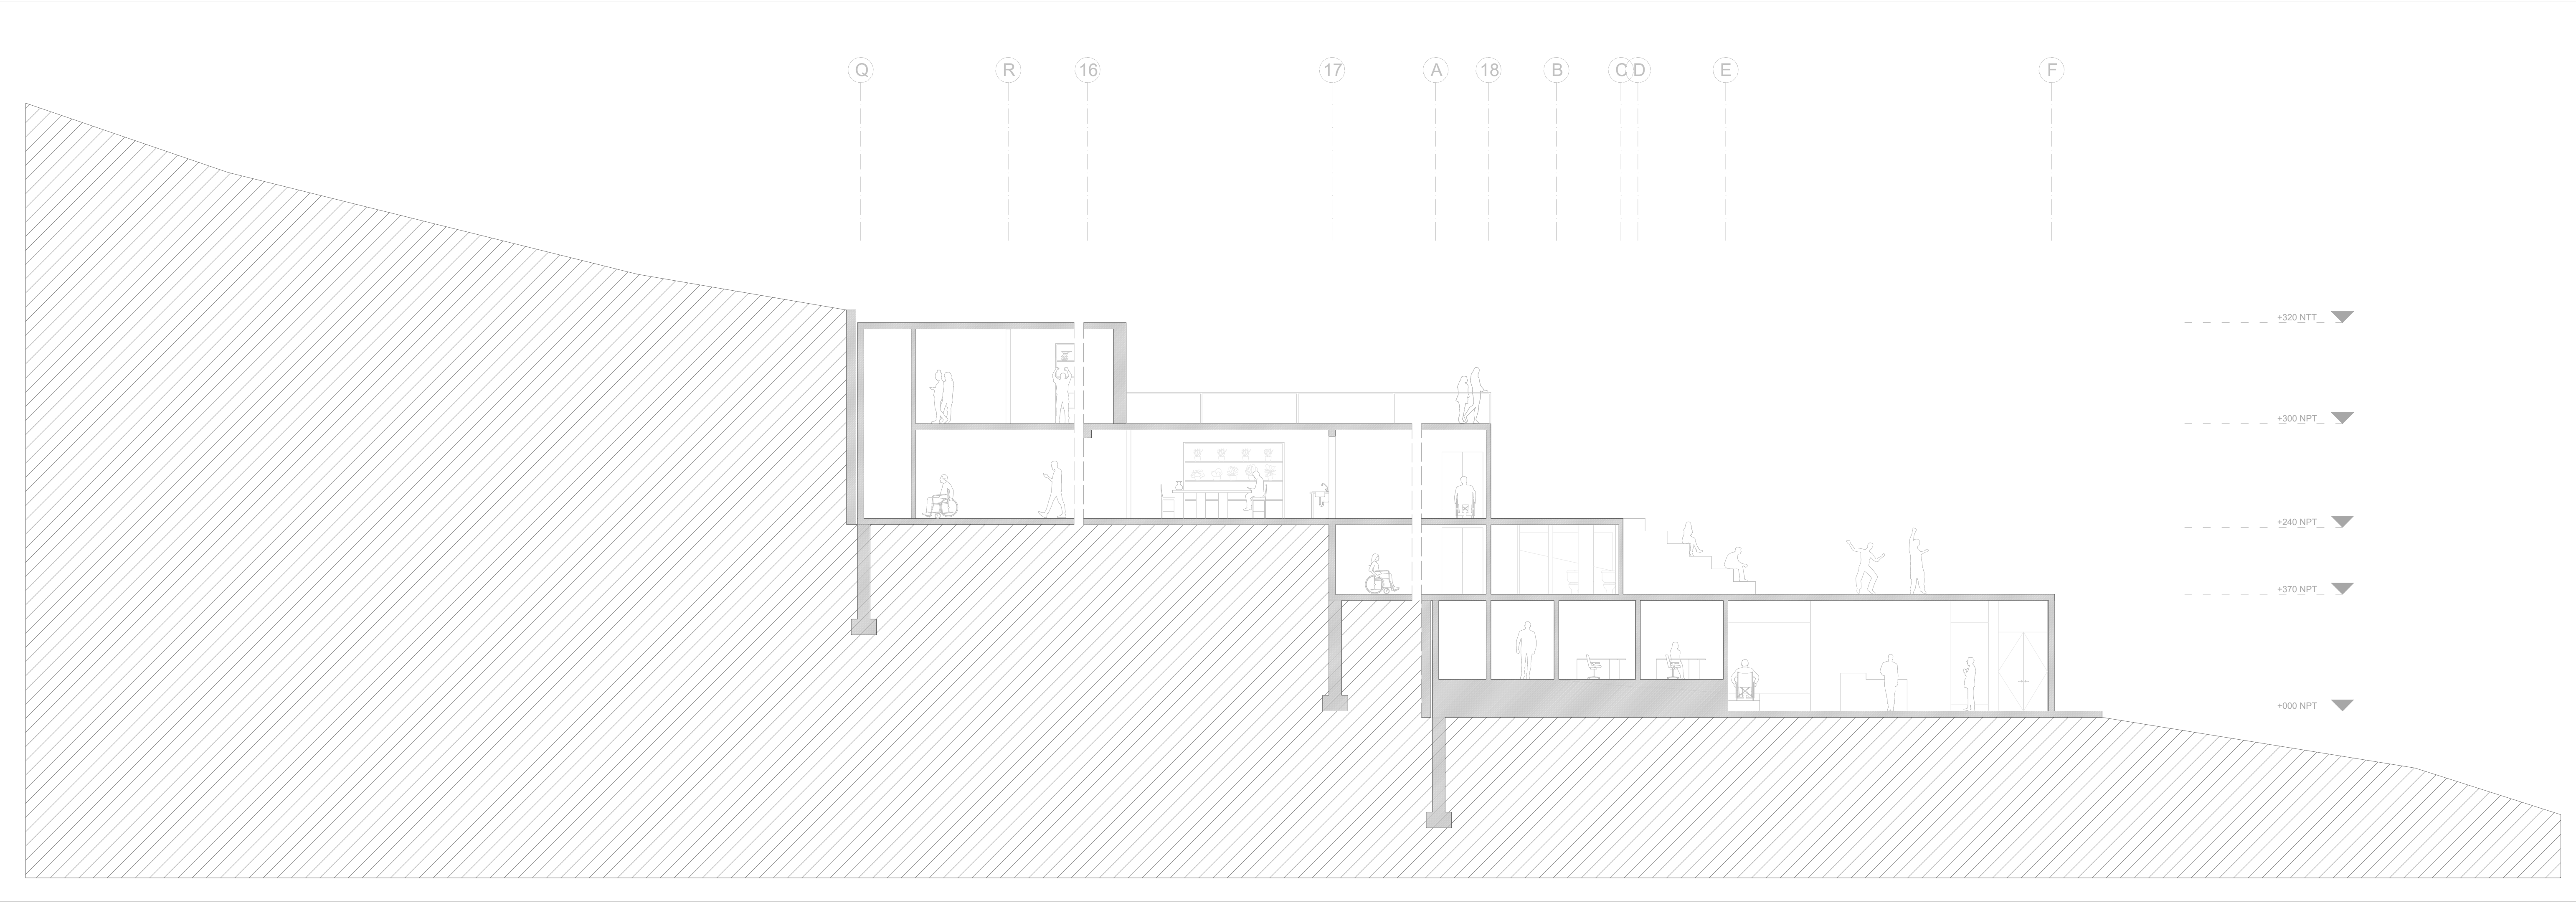 Q R 16 17 A 18 B C D E F
+320 NTT
+300 NPT
+240 NPT
+370 NPT
+000 NPT